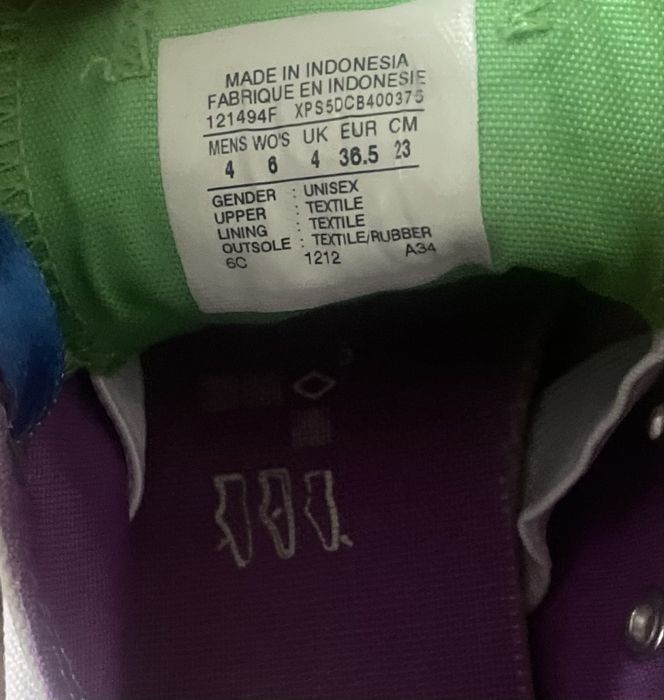 MADE IN INDONESIA
FABRIQUE EN INDONESIE
121494F XPS5DCB400375
MENS WO'S UK EUR CM
4 6 4 36.5 23
GENDER : UNISEX
UPPER : TEXTILE
LINING : TEXTILE
OUTSOLE : TEXTILE/RUBBER
6C 1212 A34